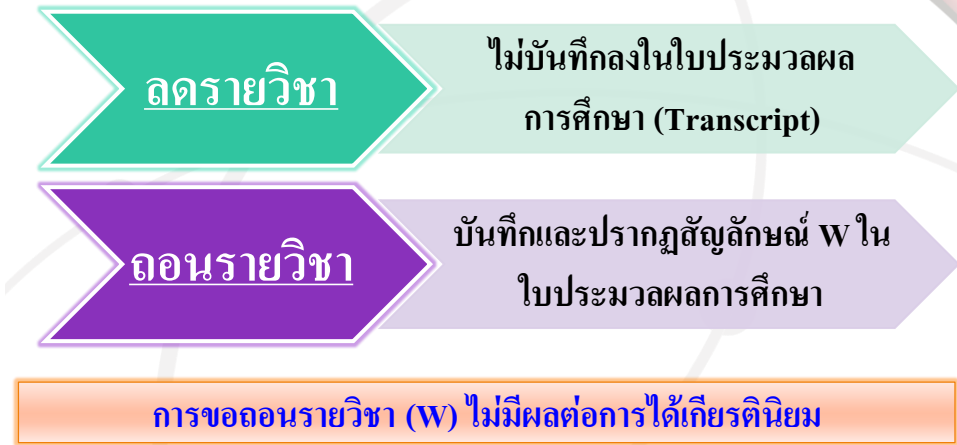 ลดรายวิชา
ไม่บันทึกลงในใบประมวลผล
การศึกษา (Transcript)
ถอนรายวิชา
บันทึกและปรากฏสัญลักษณ์ W ใน
ใบประมวลผลการศึกษา
การขอถอนรายวิชา (W) ไม่มีผลต่อการได้เกียรตินิยม